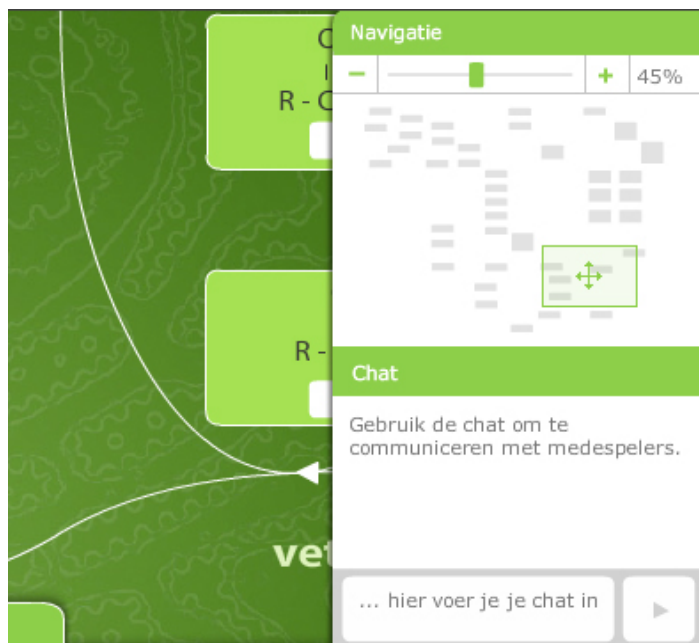 Navigatie
− + 45%
R -
R -
vet
Chat
Gebruik de chat om te
communiceren met medespelers.
... hier voer je je chat in